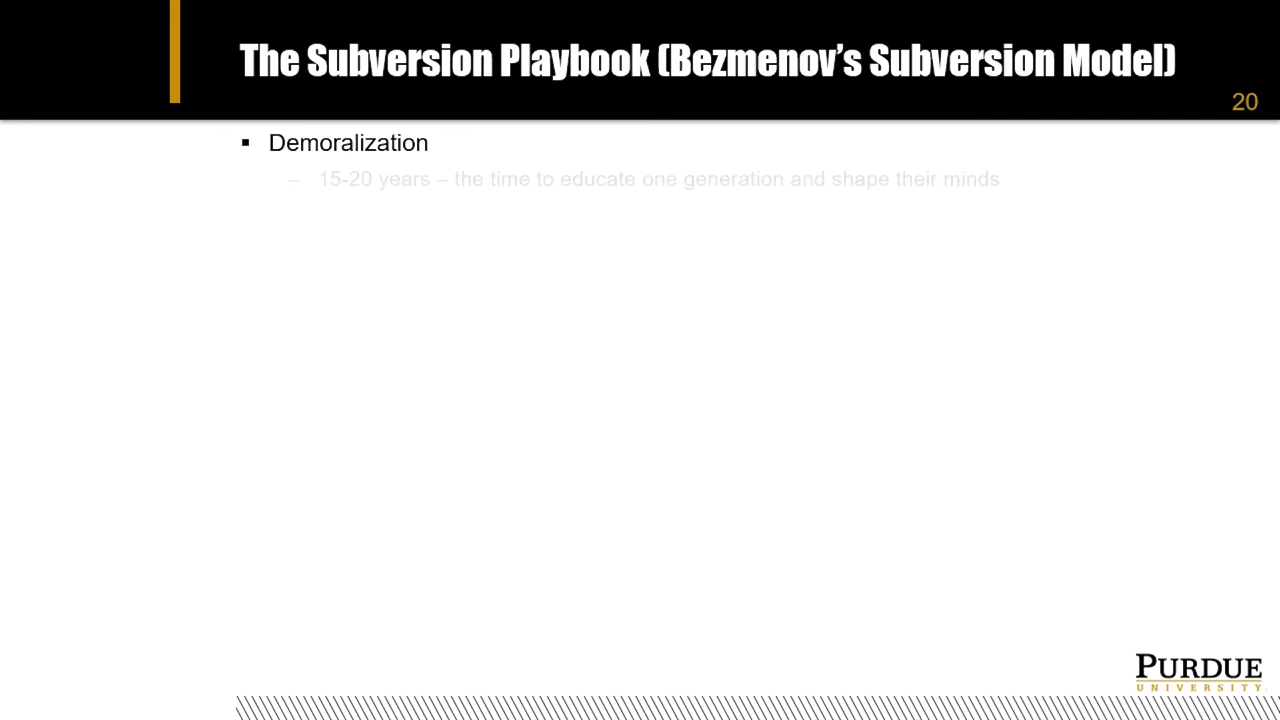 The Subversion Playbook (Bezmenov’s Subversion Model)
20
▪ Demoralization
– 15-20 years – the time to educate one generation and shape their minds
PURDUE
UNIVERSITY